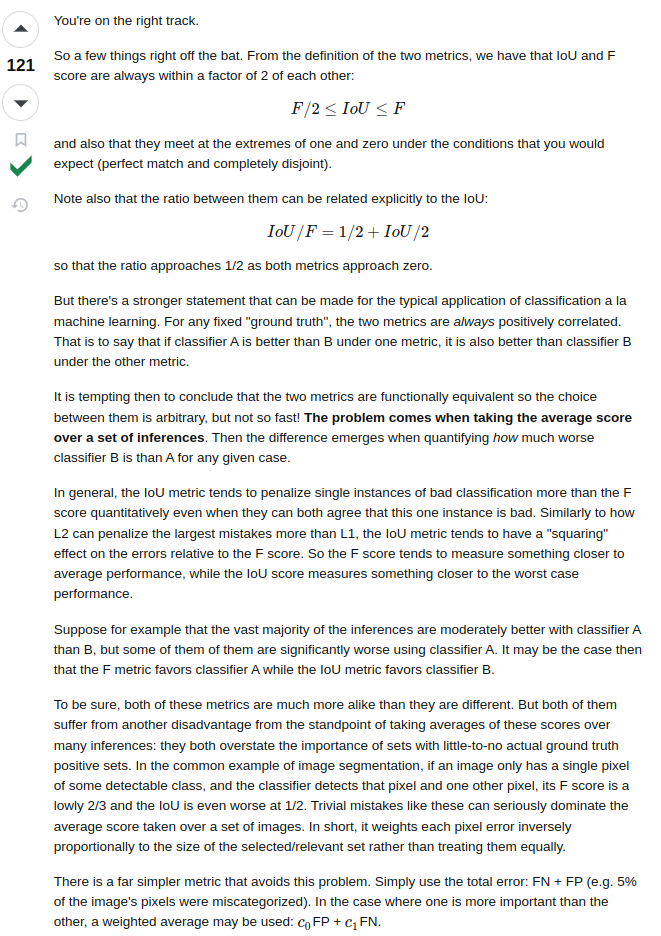 You're on the right track.
So a few things right off the bat. From the definition of the two metrics, we have that IoU and F
score are always within a factor of 2 of each other:
121
F/2 ≤ IoU ≤ F
and also that they meet at the extremes of one and zero under the conditions that you would
expect (perfect match and completely disjoint).
Note also that the ratio between them can be related explicitly to the IoU:
IoU/F = 1/2 + IoU/2
so that the ratio approaches 1/2 as both metrics approach zero.
But there's a stronger statement that can be made for the typical application of classification a la
machine learning. For any fixed "ground truth", the two metrics are always positively correlated.
That is to say that if classifier A is better than B under one metric, it is also better than classifier B
under the other metric.
It is tempting then to conclude that the two metrics are functionally equivalent so the choice
between them is arbitrary, but not so fast! The problem comes when taking the average score
over a set of inferences. Then the difference emerges when quantifying how much worse
classifier B is than A for any given case.
In general, the IoU metric tends to penalize single instances of bad classification more than the F
score quantitatively even when they can both agree that this one instance is bad. Similarly to how
L2 can penalize the largest mistakes more than L1, the IoU metric tends to have a "squaring"
effect on the errors relative to the F score. So the F score tends to measure something closer to
average performance, while the IoU score measures something closer to the worst case
performance.
Suppose for example that the vast majority of the inferences are moderately better with classifier A
than B, but some of them of them are significantly worse using classifier A. It may be the case then
that the F metric favors classifier A while the IoU metric favors classifier B.
To be sure, both of these metrics are much more alike than they are different. But both of them
suffer from another disadvantage from the standpoint of taking averages of these scores over
many inferences: they both overstate the importance of sets with little-to-no actual ground truth
positive sets. In the common example of image segmentation, if an image only has a single pixel
of some detectable class, and the classifier detects that pixel and one other pixel, its F score is a
lowly 2/3 and the IoU is even worse at 1/2. Trivial mistakes like these can seriously dominate the
average score taken over a set of images. In short, it weights each pixel error inversely
proportionally to the size of the selected/relevant set rather than treating them equally.
There is a far simpler metric that avoids this problem. Simply use the total error: FN + FP (e.g. 5%
of the image's pixels were miscategorized). In the case where one is more important than the
other, a weighted average may be used: c₀FP + c₁FN.